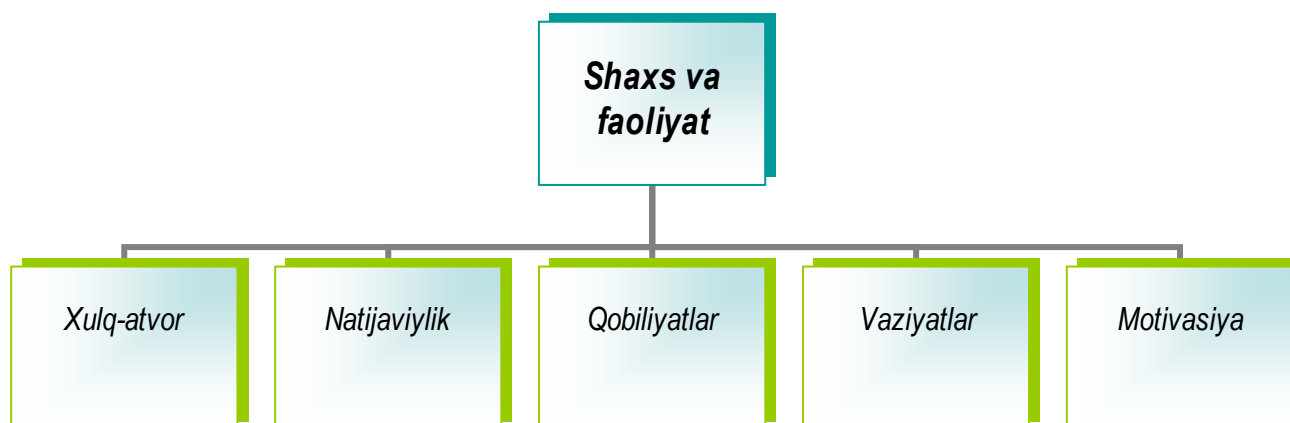 Shaxs va
faoliyat
Xulq-atvor
Natijaviylik
Qobiliyatlar
Vaziyatlar
Motivasiya